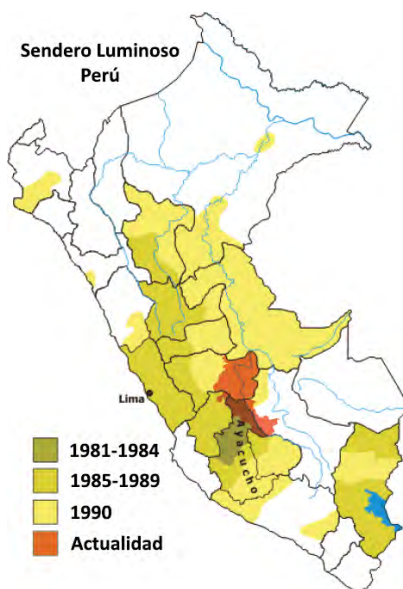 Sendero Luminoso
Perú
Lima
Ayacucho
1981-1984
1985-1989
1990
Actualidad